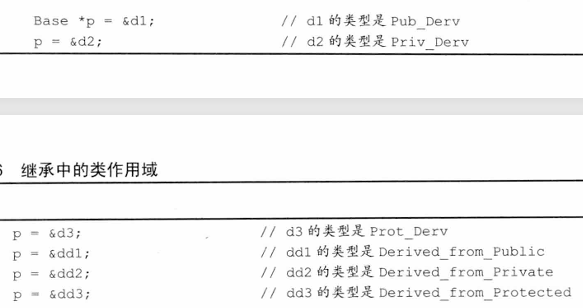 Base *p = &d1; // d1 的类型是 Pub_Derv
p = &d2; // d2 的类型是 Priv_Derv
继承中的类作用域
p = &d3; // d3 的类型是 Prot_Derv
p = &dd1; // dd1 的类型是 Derived_from_Public
p = &dd2; // dd2 的类型是 Derived_from_Private
p = &dd3; // dd3 的类型是 Derived_from_Protected